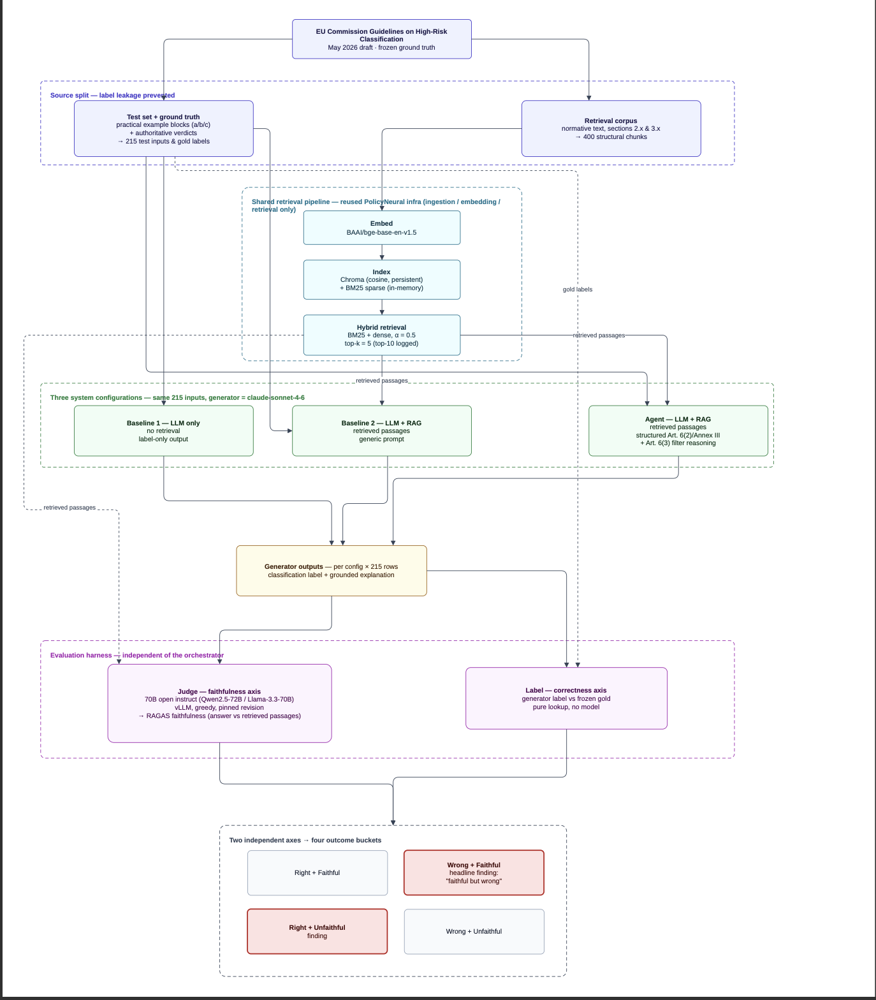 EU Commission Guidelines on High-Risk
Classification
May 2026 draft · frozen ground truth
Source split — label leakage prevented
Test set + ground truth
practical example blocks (a/b/c)
+ authoritative verdicts
→ 215 test inputs & gold labels
Retrieval corpus
normative text, sections 2.x & 3.x
→ 400 structural chunks
Shared retrieval pipeline — reused PolicyNeural infra (ingestion / embedding /
retrieval only)
Embed
BAAI/bge-base-en-v1.5
Index
Chroma (cosine, persistent)
+ BM25 sparse (in-memory)
gold labels
Hybrid retrieval
BM25 + dense, α = 0.5
top-k = 5 (top-10 logged)
retrieved passages
retrieved passages
Three system configurations — same 215 inputs, generator = claude-sonnet-4-6
Baseline 1 — LLM only
no retrieval
label-only output
Baseline 2 — LLM + RAG
retrieved passages
generic prompt
Agent — LLM + RAG
retrieved passages
structured Art. 6(2)/Annex III
+ Art. 6(3) filter reasoning
retrieved passages
Generator outputs — per config × 215 rows
classification label + grounded explanation
Evaluation harness — independent of the orchestrator
Judge — faithfulness axis
70B open instruct (Qwen2.5-72B / Llama-3.3-70B)
vLLM, greedy, pinned revision
→ RAGAS faithfulness (answer vs retrieved passages)
Label — correctness axis
generator label vs frozen gold
pure lookup, no model
Two independent axes → four outcome buckets
Right + Faithful
Wrong + Faithful
headline finding:
"faithful but wrong"
Right + Unfaithful
finding
Wrong + Unfaithful